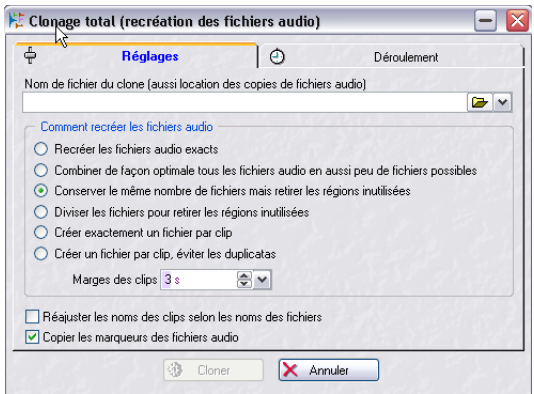 Clonage total (recréation des fichiers audio)
Réglages
Déroulement
Nom de fichier du clone (aussi location des copies de fichiers audio)
Comment recréer les fichiers audio
Recréer les fichiers audio exacts
Combiner de façon optimale tous les fichiers audio en aussi peu de fichiers possibles
Conserver le même nombre de fichiers mais retirer les régions inutilisées
Diviser les fichiers pour retirer les régions inutilisées
Créer exactement un fichier par clip
Créer un fichier par clip, éviter les duplicatas
Marges des clips 3 s
Réajuster les noms des clips selon les noms des fichiers
Copier les marqueurs des fichiers audio
Cloner
Annuler